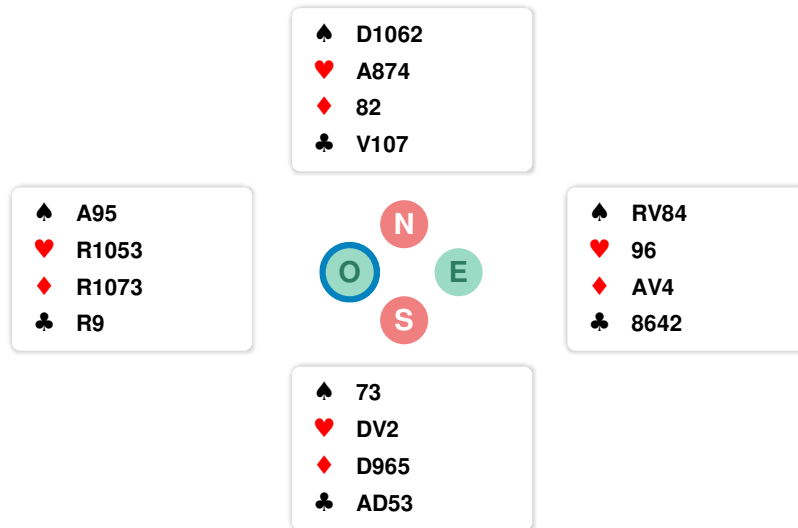 ♠ D1062
♥ A874
♦ 82
♣ V107
♠ A95
♥ R1053
♦ R1073
♣ R9
N
O E
S
♠ RV84
♥ 96
♦ AV4
♣ 8642
♠ 73
♥ DV2
♦ D965
♣ AD53